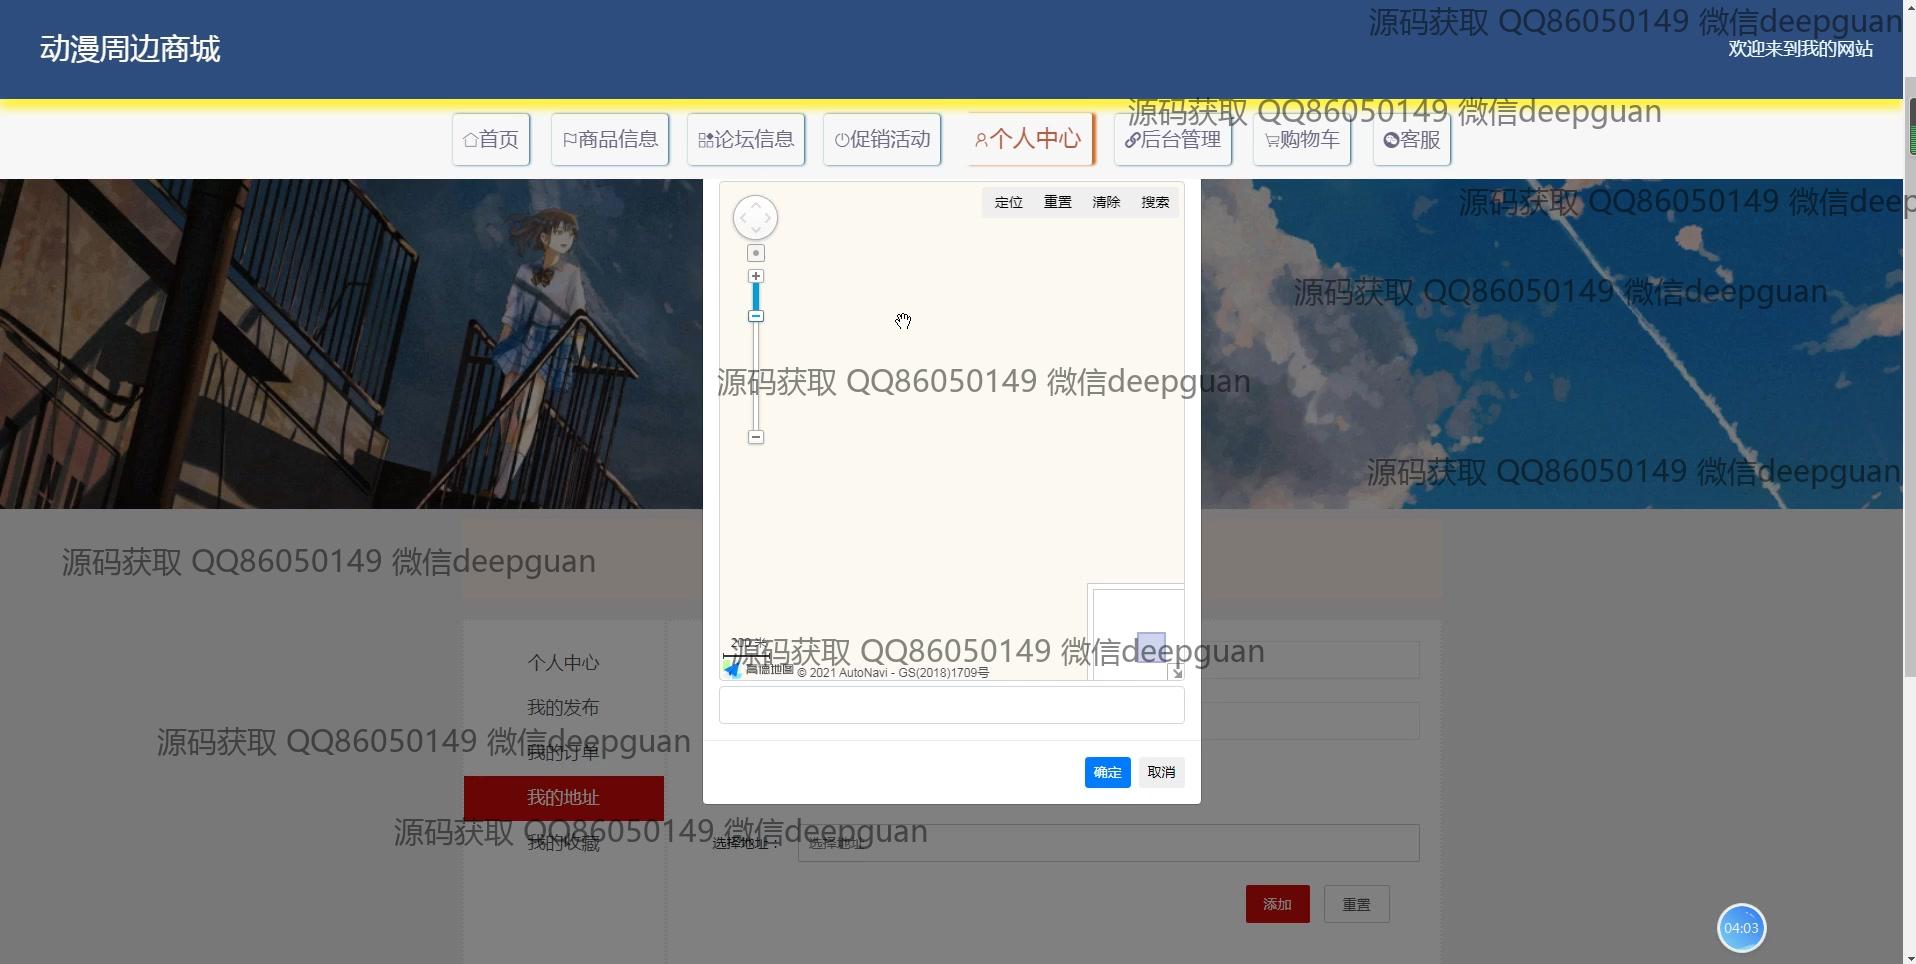 源码获取 QQ86050149 微信deepguan
动漫周边商城
欢迎来到我的网站
源码获取 QQ86050149 微信deepguan
首页
商品信息
论坛信息
促销活动
个人中心
后台管理
购物车
客服
定位
重置
清除
搜索
源码获取 QQ86050149 微信deep
源码获取 QQ86050149 微信deepguan
源码获取 QQ86050149 微信deepguan
源码获取 QQ86050149 微信deepguan
源码获取 QQ86050149 微信deepguan
200 米
源码获取 QQ86050149 微信deepguan
高德地图 © 2021 AutoNavi - GS(2018)1709号
个人中心
我的发布
源码获取 QQ86050149 微信deepguan
我的订单
确定
取消
我的地址
源码获取 QQ86050149 微信deepguan
我的收藏
选择地址：
选择地址
添加
重置
04:03